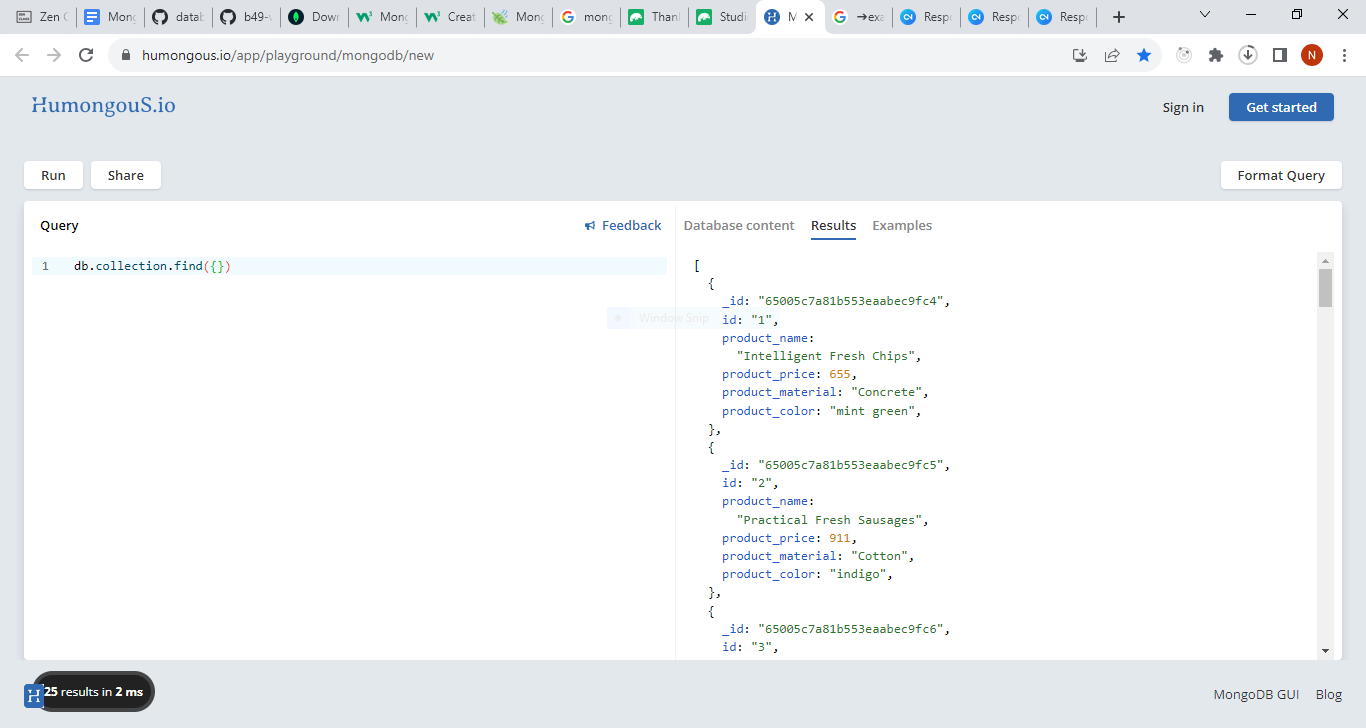 Zen C
Mong
datab
b49-v
Down
Mong
Creat
Mong
mong
Thank
Studi
M
exa
Respo
Respo
Respo
humongous.io/app/playground/mongodb/new
N
HumongouS.io
Sign in
Get started
Run
Share
Format Query
Query
Feedback
Database content
Results
Examples
1 db.collection.find({})
Window Snip
[
{
_id: "65005c7a81b553eaabec9fc4",
id: "1",
product_name:
"Intelligent Fresh Chips",
product_price: 655,
product_material: "Concrete",
product_color: "mint green",
},
{
_id: "65005c7a81b553eaabec9fc5",
id: "2",
product_name:
"Practical Fresh Sausages",
product_price: 911,
product_material: "Cotton",
product_color: "indigo",
},
{
_id: "65005c7a81b553eaabec9fc6",
id: "3",
H
25 results in 2 ms
MongoDB GUI
Blog